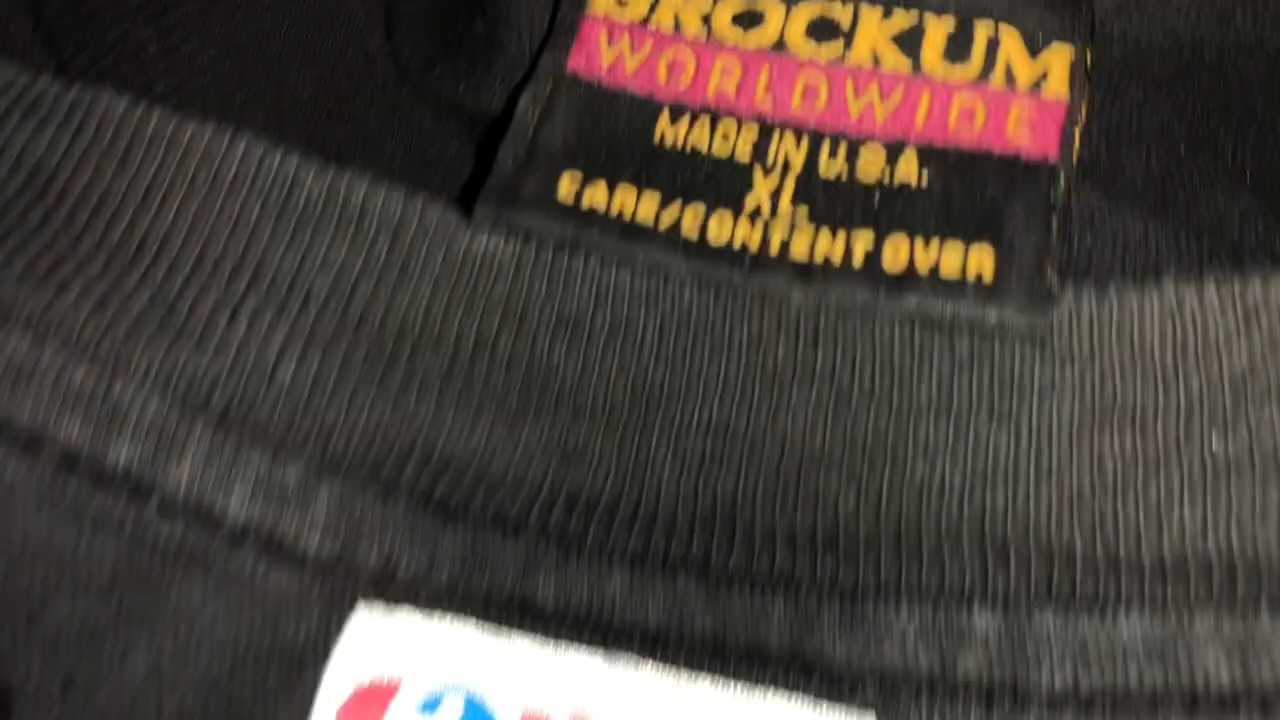 BROCKUM
WORLDWIDE
MADE IN U.S.A.
XL
CARE/CONTENT OVER